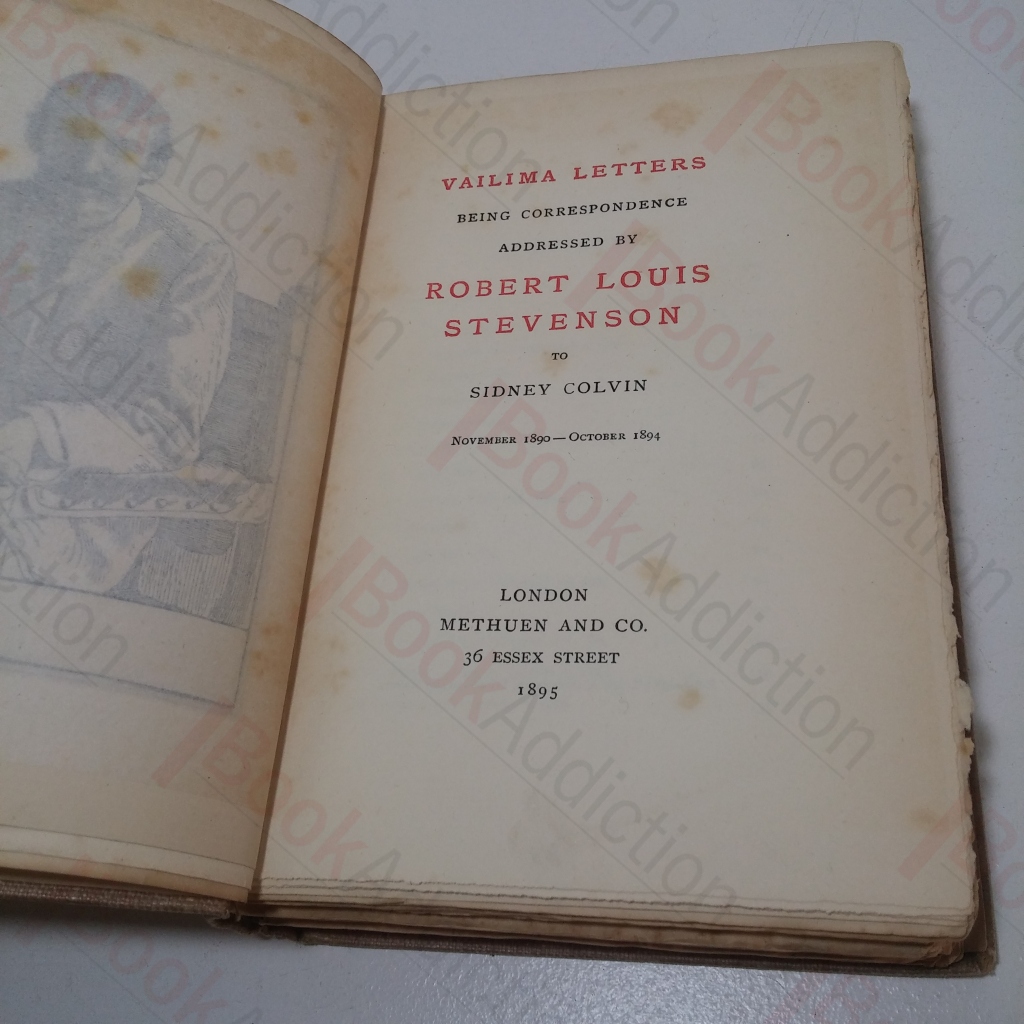 VAILIMA LETTERS
BEING CORRESPONDENCE
ADDRESSED BY
ROBERT LOUIS
STEVENSON
TO
SIDNEY COLVIN
NOVEMBER 1890—OCTOBER 1894
LONDON
METHUEN AND CO.
36 ESSEX STREET
1895
BookAddiction